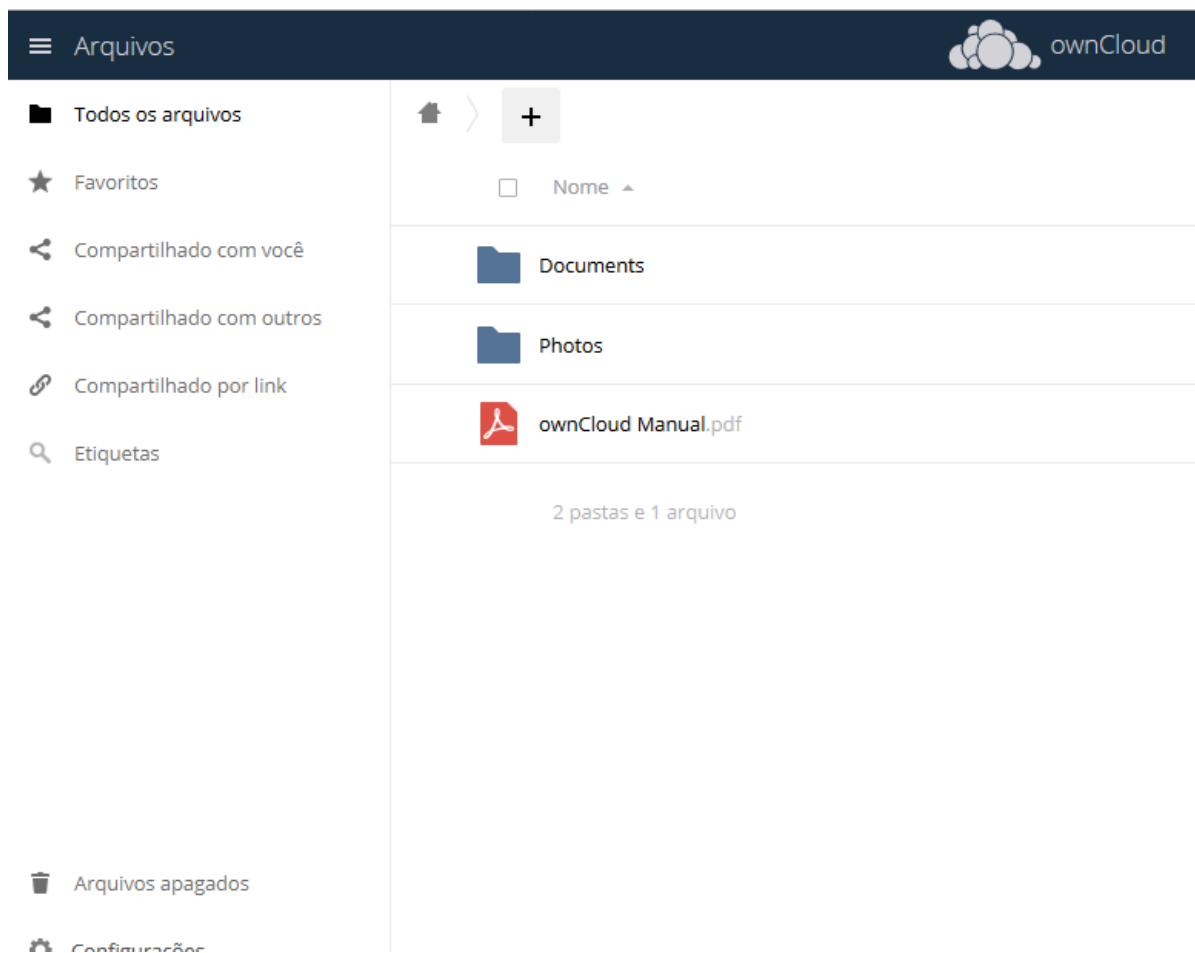 Arquivos
ownCloud
Todos os arquivos
Favoritos
Compartilhado com você
Compartilhado com outros
Compartilhado por link
Etiquetas
Arquivos apagados
Configurações
+
Nome
Documents
Photos
ownCloud Manual.pdf
2 pastas e 1 arquivo